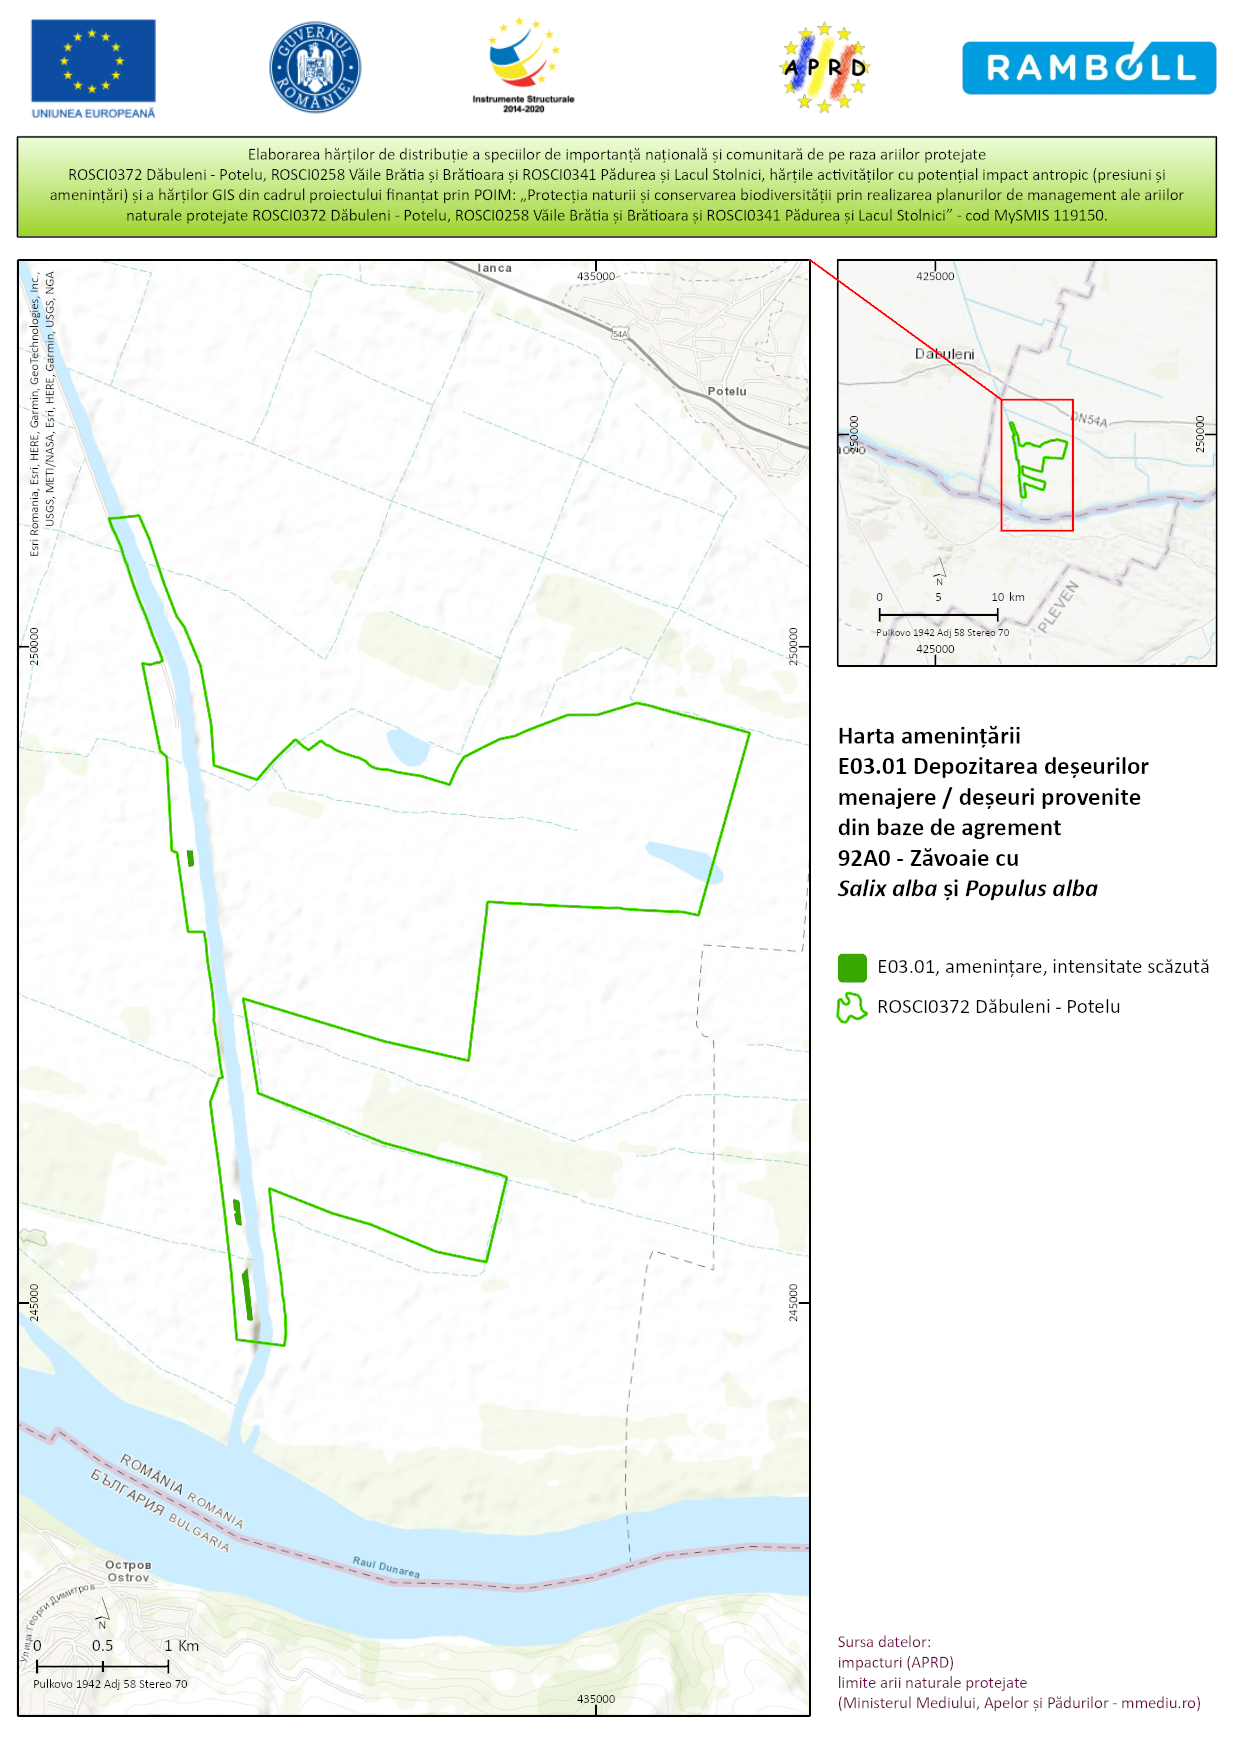 UNIUNEA EUROPEANĂ
GUVERNUL ROMÂNIEI
Instrumente Structurale
2014-2020
APRD
RAMBOLL
Elaborarea hărților de distribuție a speciilor de importanță națională și comunitară de pe raza ariilor protejate
ROSCI0372 Dăbuleni - Potelu, ROSCI0258 Văile Brătia și Brătioara și ROSCI0341 Pădurea și Lacul Stolnici, hărțile activităților cu potențial impact antropic (presiuni și
amenințări) și a hărților GIS din cadrul proiectului finanțat prin POIM: „Protecția naturii si conservarea biodiversității prin realizarea planurilor de management ale ariilor
naturale protejate ROSCI0372 Dăbuleni - Potelu, ROSCI0258 Văile Brătia și Brătioara și ROSCI0341 Pădurea și Lacul Stolnici” - cod MySMIS 119150.
Esri Romania, Esri, HERE, Garmin, GeoTechnologies, Inc.,
USGS, METI/NASA, Esri, HERE, Garmin, USGS, NGA
Ianca
435000
54A
Potelu
250000
250000
245000
245000
ROMÂNIA ROMANIA
БЪЛГАРИЯ BULGARIA
Raul Dunarea
Остров
Ostrov
Улица Георги Димитров
N
0 0.5 1 Km
Pulkovo 1942 Adj 58 Stereo 70
435000
425000
Dabuleni
DN54A
250000
250000
N
0 5 10 km
PLEVEN
Pulkovo 1942 Adj 58 Stereo 70
425000
Harta amenințării
E03.01 Depozitarea deșeurilor
menajere / deșeuri provenite
din baze de agrement
92A0 - Zăvoaie cu
Salix alba și Populus alba
E03.01, amenințare, intensitate scăzută
ROSCI0372 Dăbuleni - Potelu
Sursa datelor:
impacturi (APRD)
limite arii naturale protejate
(Ministerul Mediului, Apelor și Pădurilor - mmediu.ro)